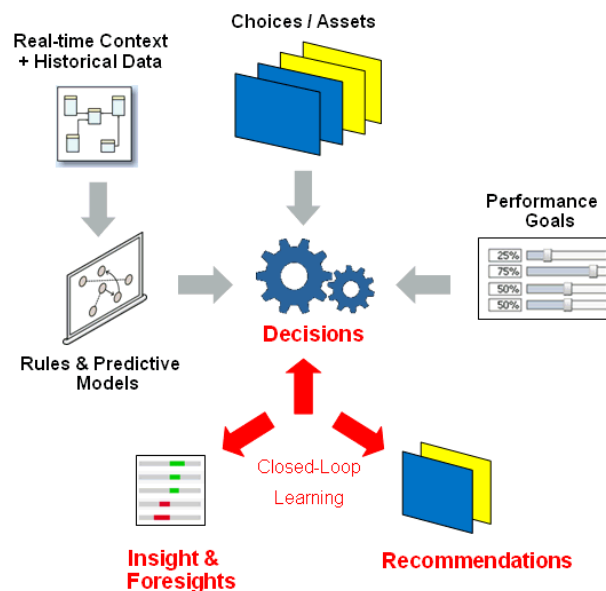 Real-time Context
+ Historical Data
Choices / Assets
Performance
Goals
25%
75%
50%
50%
Rules & Predictive
Models
Decisions
Closed-Loop
Learning
Insight &
Foresights
Recommendations